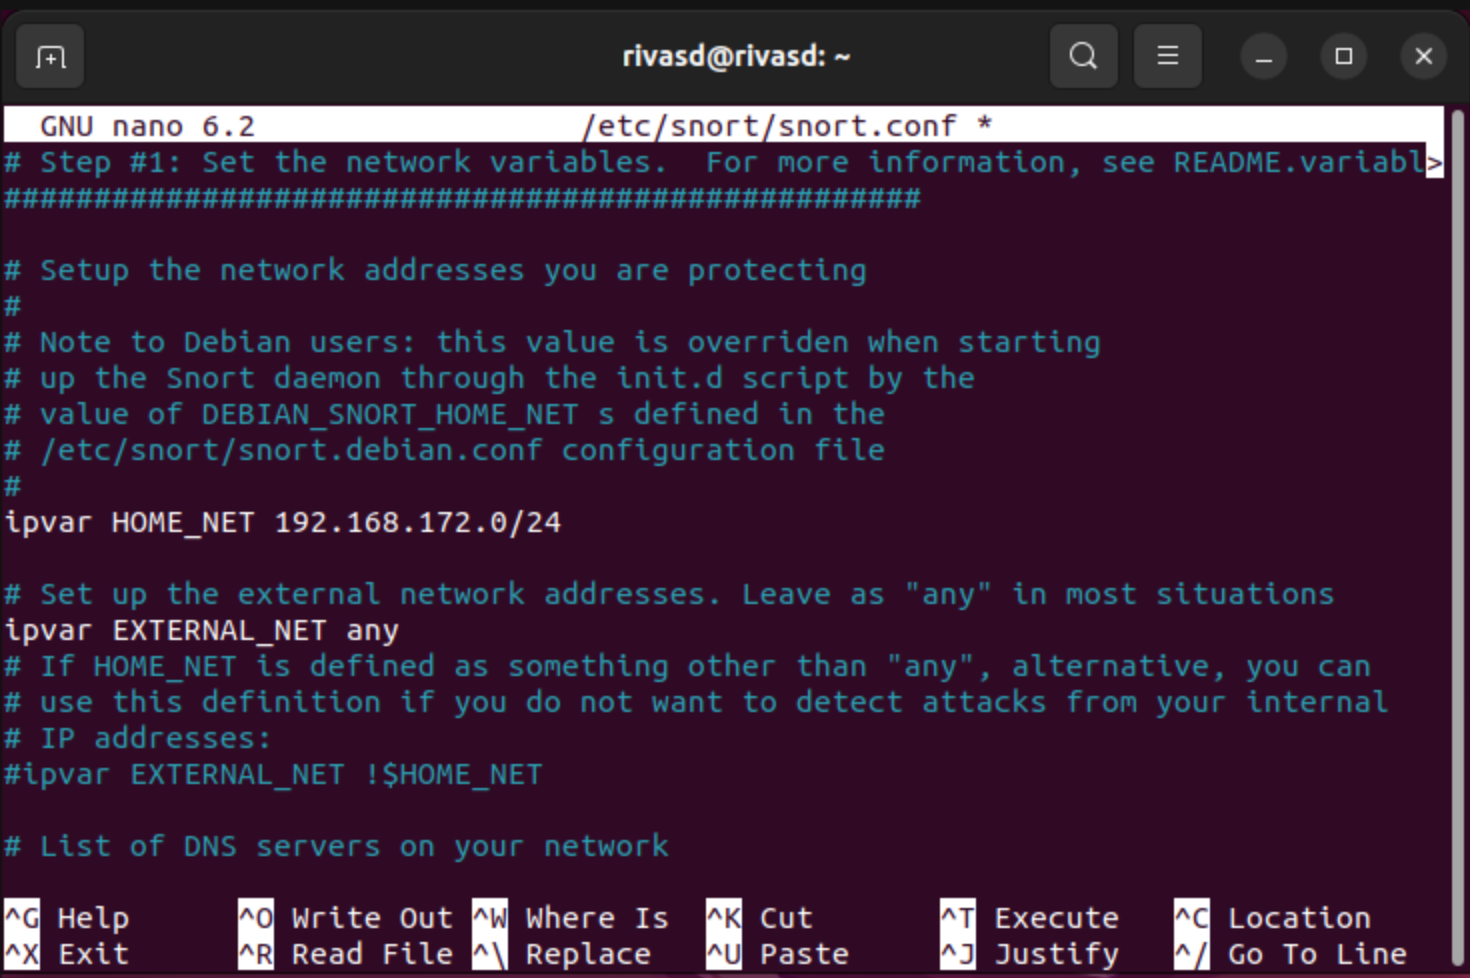 rivasd@rivasd: ~
GNU nano 6.2 /etc/snort/snort.conf *
# Step #1: Set the network variables.  For more information, see README.variabl>
###################################################

# Setup the network addresses you are protecting
#
# Note to Debian users: this value is overriden when starting
# up the Snort daemon through the init.d script by the
# value of DEBIAN_SNORT_HOME_NET s defined in the
# /etc/snort/snort.debian.conf configuration file
#
ipvar HOME_NET 192.168.172.0/24

# Set up the external network addresses. Leave as "any" in most situations
ipvar EXTERNAL_NET any
# If HOME_NET is defined as something other than "any", alternative, you can
# use this definition if you do not want to detect attacks from your internal
# IP addresses:
#ipvar EXTERNAL_NET !$HOME_NET

# List of DNS servers on your network

^G Help ^O Write Out ^W Where Is ^K Cut ^T Execute ^C Location
^X Exit ^R Read File ^\ Replace ^U Paste ^J Justify ^/ Go To Line